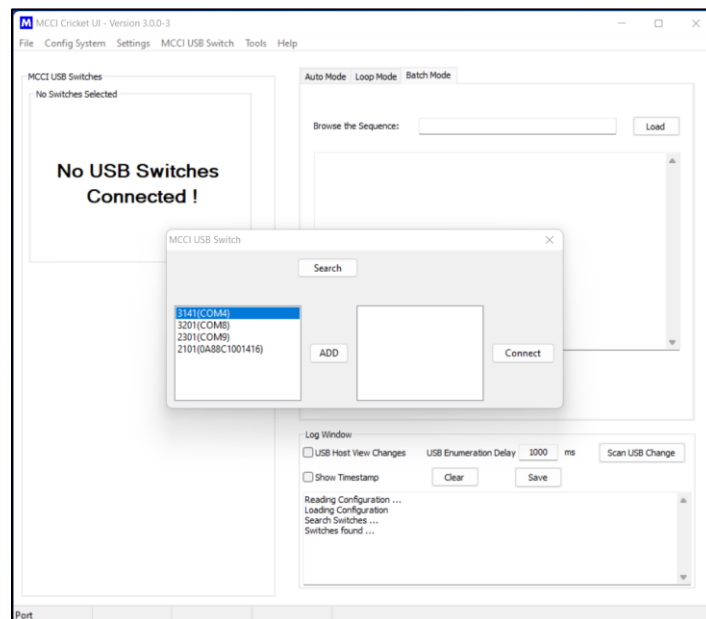 M MCCI Cricket UI - Version 3.0.0-3
File Config System Settings MCCI USB Switch Tools Help
MCCI USB Switches
No Switches Selected
No USB Switches
Connected !
Auto Mode Loop Mode Batch Mode
Browse the Sequence: Load
MCCI USB Switch
Search
3141(COM4)
3201(COM8)
2301(COM9)
2101(0A88C1001416)
ADD
Connect
Log Window
USB Host View Changes USB Enumeration Delay 1000 ms Scan USB Change
Show Timestamp Clear Save
Reading Configuration ...
Loading Configuration
Search Switches ...
Switches found ...
Port